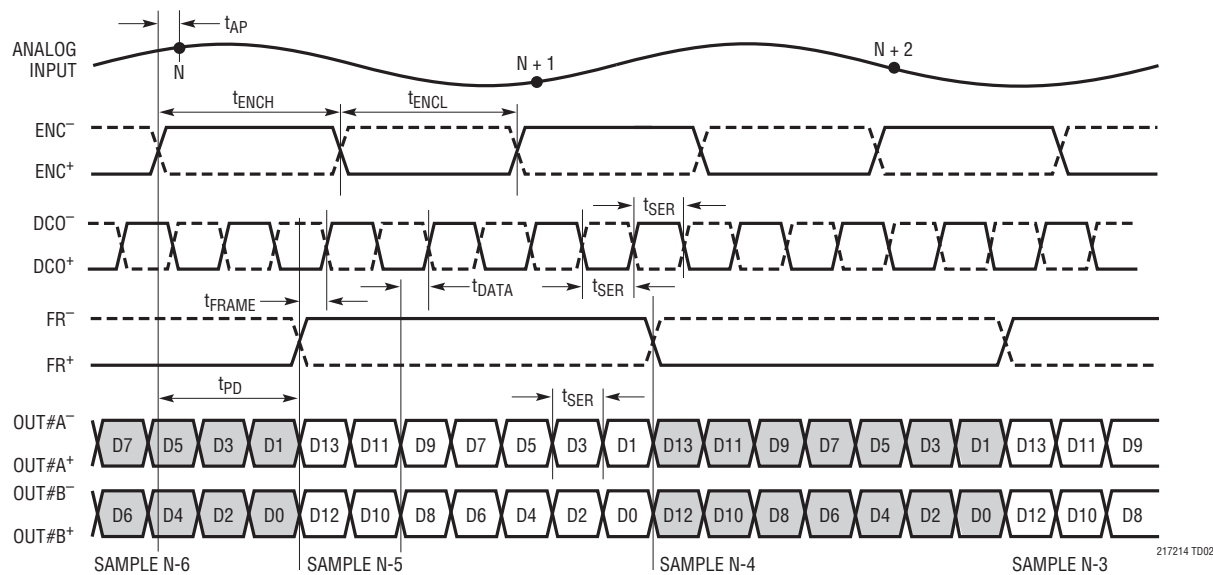 tAP
ANALOG
INPUT
N
N + 1
N + 2
tENCH
tENCL
ENC–
ENC+
DCO–
DCO+
tSER
tFRAME
tDATA
tSER
FR–
FR+
tPD
tSER
OUT#A–
D7 D5 D3 D1 D13 D11 D9 D7 D5 D3 D1 D13 D11 D9 D7 D5 D3 D1 D13 D11 D9
OUT#A+
OUT#B–
D6 D4 D2 D0 D12 D10 D8 D6 D4 D2 D0 D12 D10 D8 D6 D4 D2 D0 D12 D10 D8
OUT#B+
SAMPLE N-6 SAMPLE N-5 SAMPLE N-4 SAMPLE N-3
217214 TD02